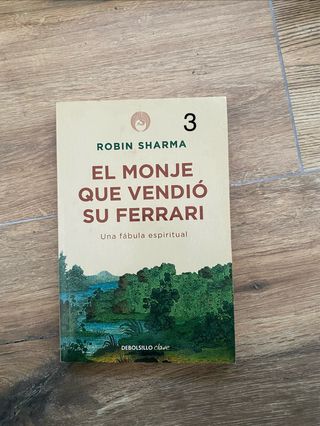 3
ROBIN SHARMA
EL MONJE
QUE VENDIÓ
SU FERRARI
Una fábula espiritual
DEBOLSILLO clave